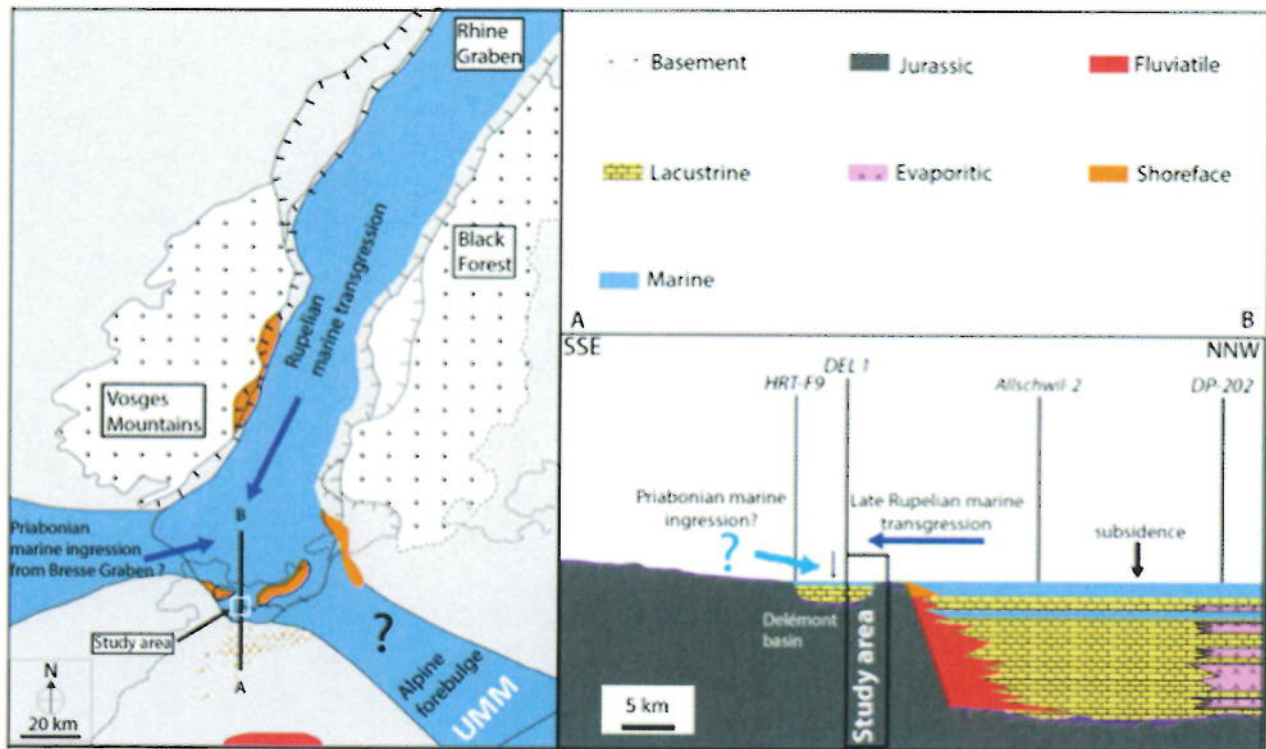 Rhine
Graben
Black
Forest
Rupelian
marine transgression
Vosges
Mountains
B
Priabonian
marine ingression
from Bresse Graben ?
Study area
?
Alpine
forebulge
UMM
A
N
20 km
Basement
Jurassic
Fluviatile
Lacustrine
Evaporitic
Shoreface
Marine
A
B
SSE
NNW
HRT-F9
DEL 1
Allschwil-2
DP-202
Priabonian marine
ingression?
?
Late Rupelian marine
transgression
subsidence
Delémont
basin
Study area
5 km